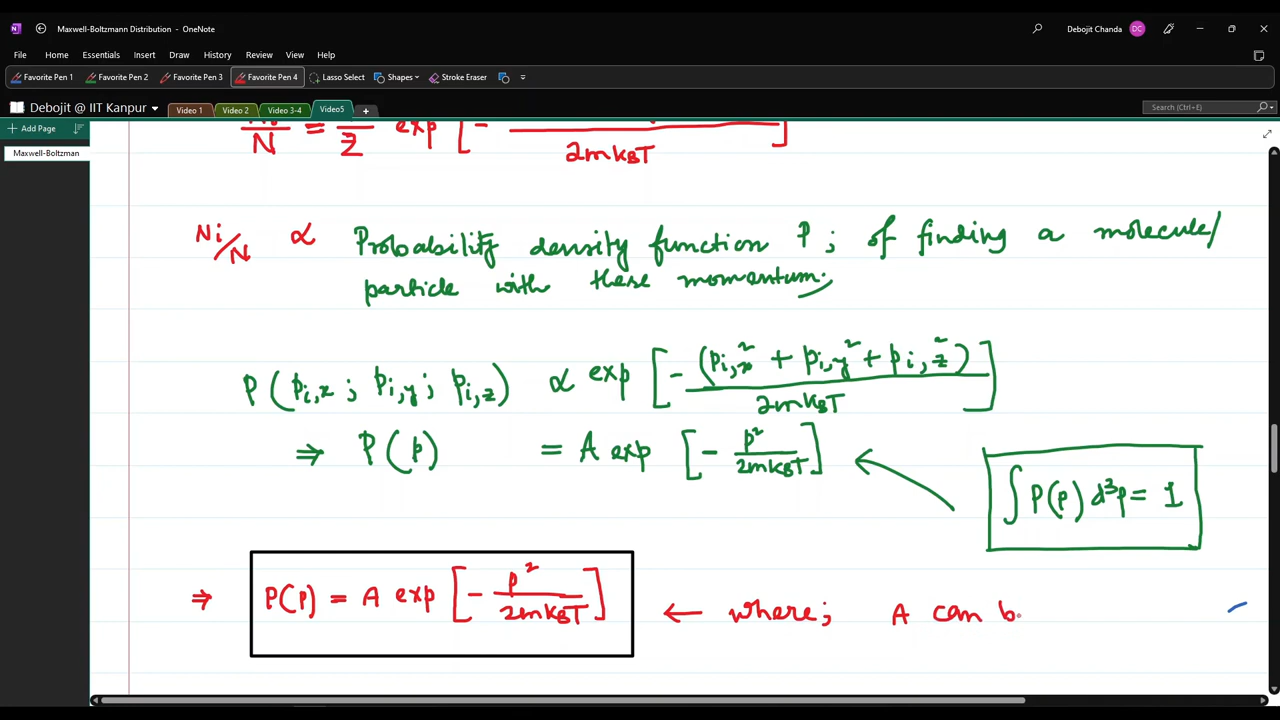 Maxwell-Boltzmann Distribution - OneNote
Debojit Chanda DC
File Home Essentials Insert Draw History Review View Help
Favorite Pen 1 Favorite Pen 2 Favorite Pen 3 Favorite Pen 4 Lasso Select Shapes Stroke Eraser
Debojit @ IIT Kanpur Video 1 Video 2 Video 3-4 Video5 Search (Ctrl+E)
Add Page
Maxwell-Boltzman
N = Z exp [ - 2mkBT ]
Ni/N ∝ Probability density function P ; of finding a molecule/
particle with these momentum.
P(pi,x ; pi,y ; pi,z) ∝ exp [ - (pi,x² + pi,y² + pi,z²) / 2mkBT ]
⇒ P(p) = A exp [ - p² / 2mkBT ]
∫ P(p) d³p = 1
⇒ P(p) = A exp [ - p² / 2mkBT ] ← where; A can b